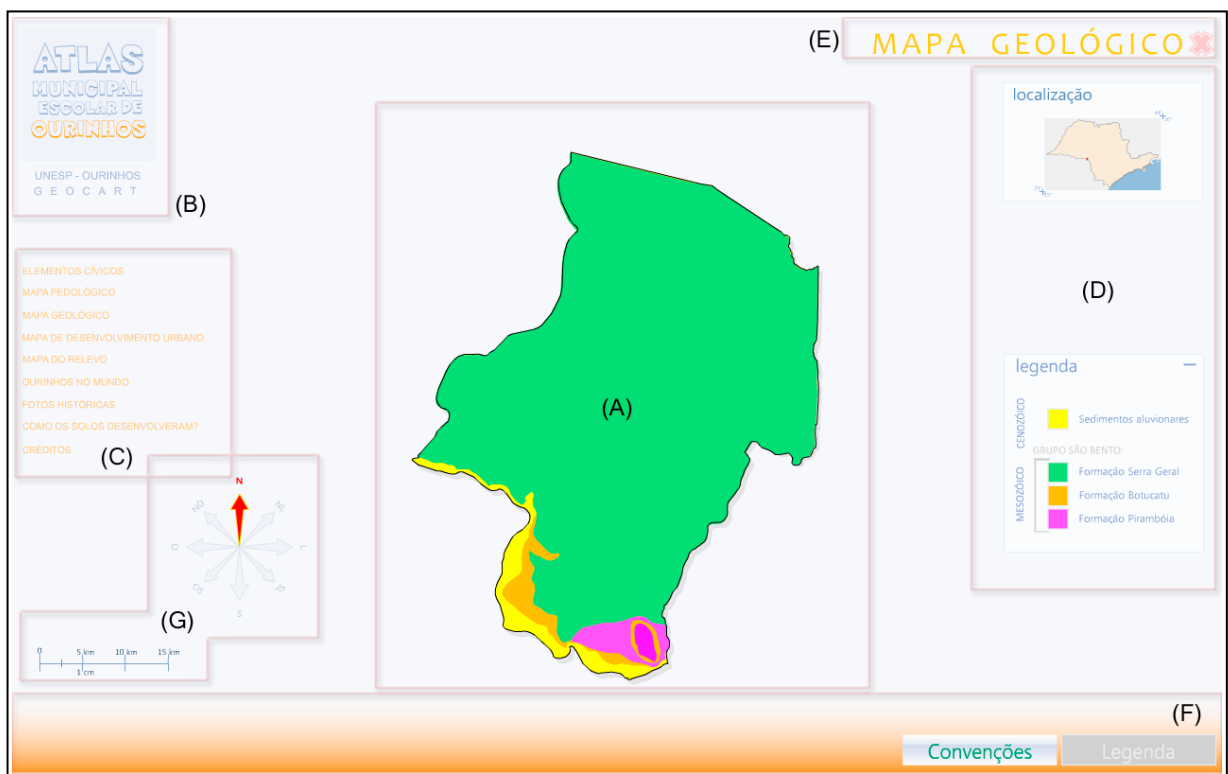 ATLAS
MUNICIPAL
ESCOLAR DE
OURINHOS
UNESP - OURINHOS
GEOCART
(B)
(E)
MAPA GEOLÓGICO
localização
(D)
ELEMENTOS CÍVICOS
MAPA PEDOLÓGICO
MAPA GEOLÓGICO
MAPA DE DESENVOLVIMENTO URBANO
MAPA DO RELEVO
OURINHOS NO MUNDO
FOTOS HISTÓRICAS
COMO OS SOLOS DESENVOLVERAM?
CRÉDITOS
(C)
(A)
legenda
CENOZÓICO
Sedimentos aluvionares
GRUPO SÃO BENTO:
MESOZÓICO
Formação Serra Geral
Formação Botucatu
Formação Pirambóia
N
NO
O
L
S
(G)
0 5 km 10 km 15 km
1 cm
(F)
Convenções
Legenda